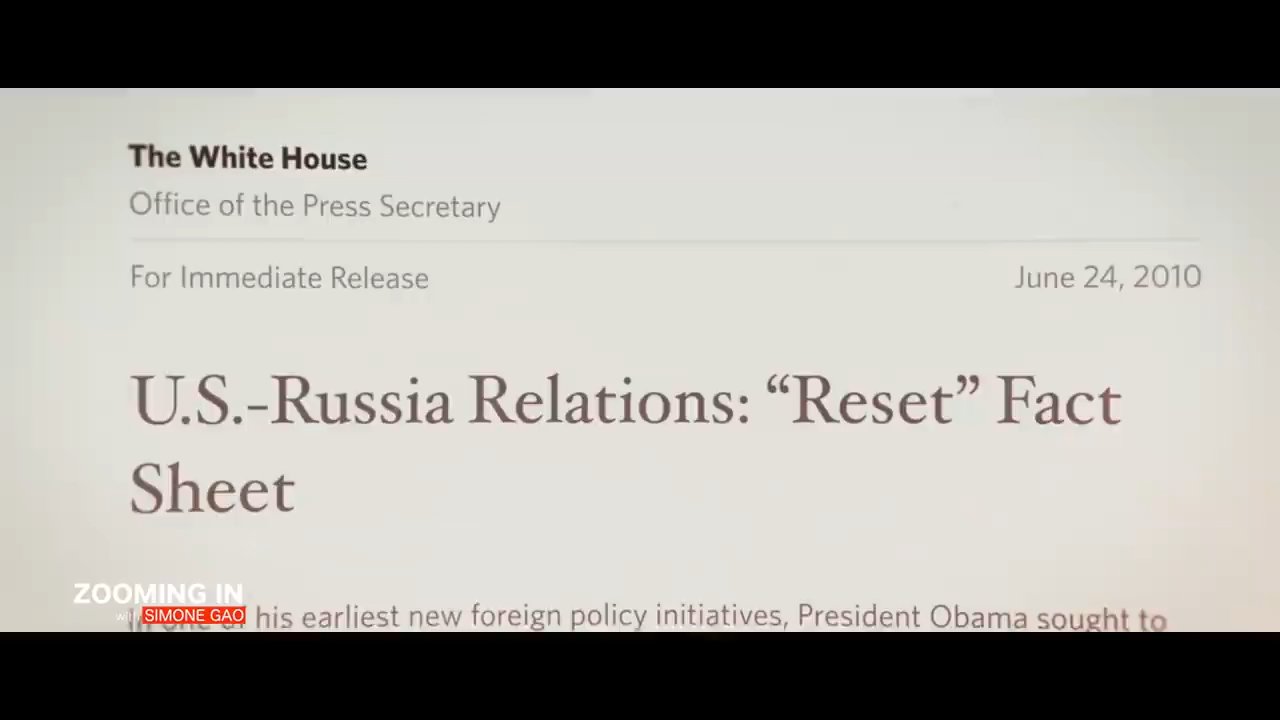 The White House
Office of the Press Secretary
For Immediate Release June 24, 2010
U.S.-Russia Relations: “Reset” Fact
Sheet
ZOOMING IN
with SIMONE GAO
his earliest new foreign policy initiatives, President Obama sought to